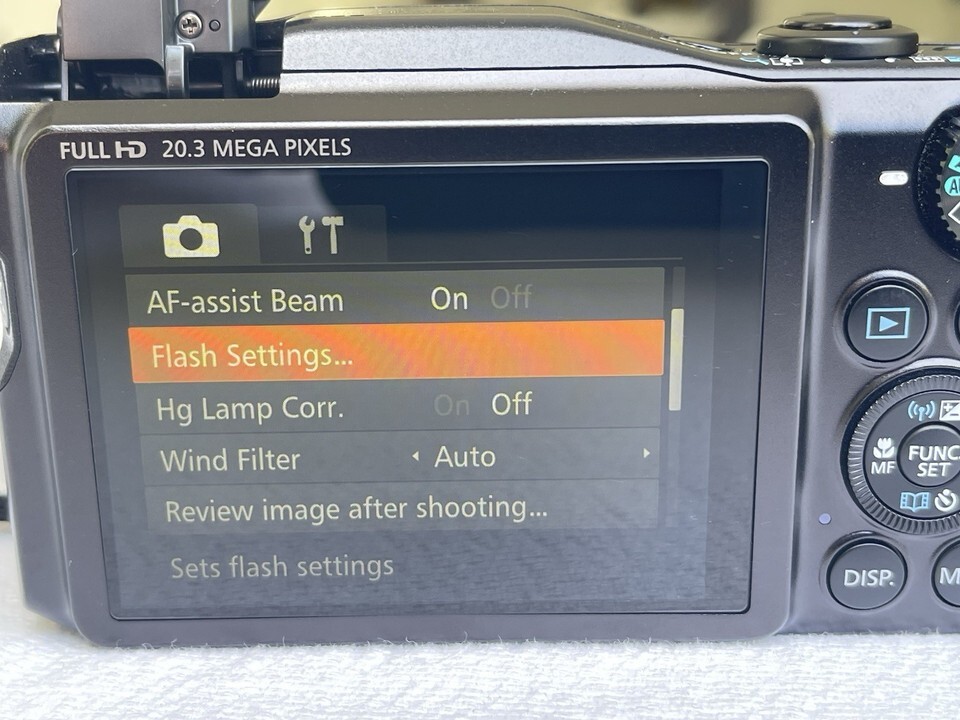 FULL HD 20.3 MEGA PIXELS
AF-assist Beam On Off
Flash Settings...
Hg Lamp Corr. On Off
Wind Filter Auto
Review image after shooting...
Sets flash settings
MF
FUNC
SET
DISP.